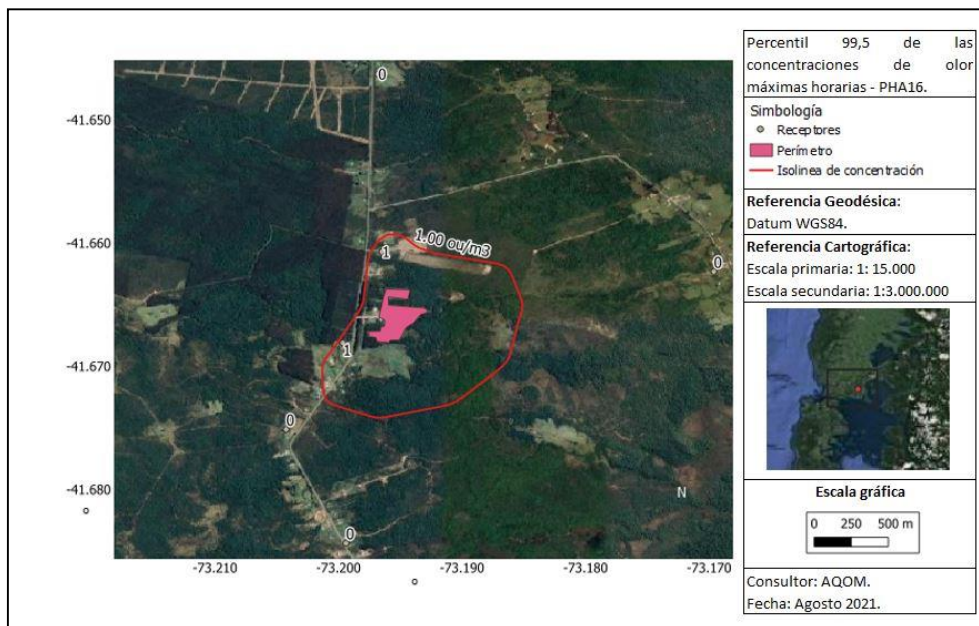 Percentil 99,5 de las
concentraciones de olor
máximas horarias - PHA16.
Simbología
Receptores
Perímetro
Isolinea de concentración
Referencia Geodésica:
Datum WGS84.
Referencia Cartográfica:
Escala primaria: 1: 15.000
Escala secundaria: 1:3.000.000
Escala gráfica
0 250 500 m
Consultor: AQOM.
Fecha: Agosto 2021.
0
-41.650
-41.660
1.00 ou/m3
1
0
-41.670
1
0
-41.680
N
0
-73.210 -73.200 -73.190 -73.180 -73.170